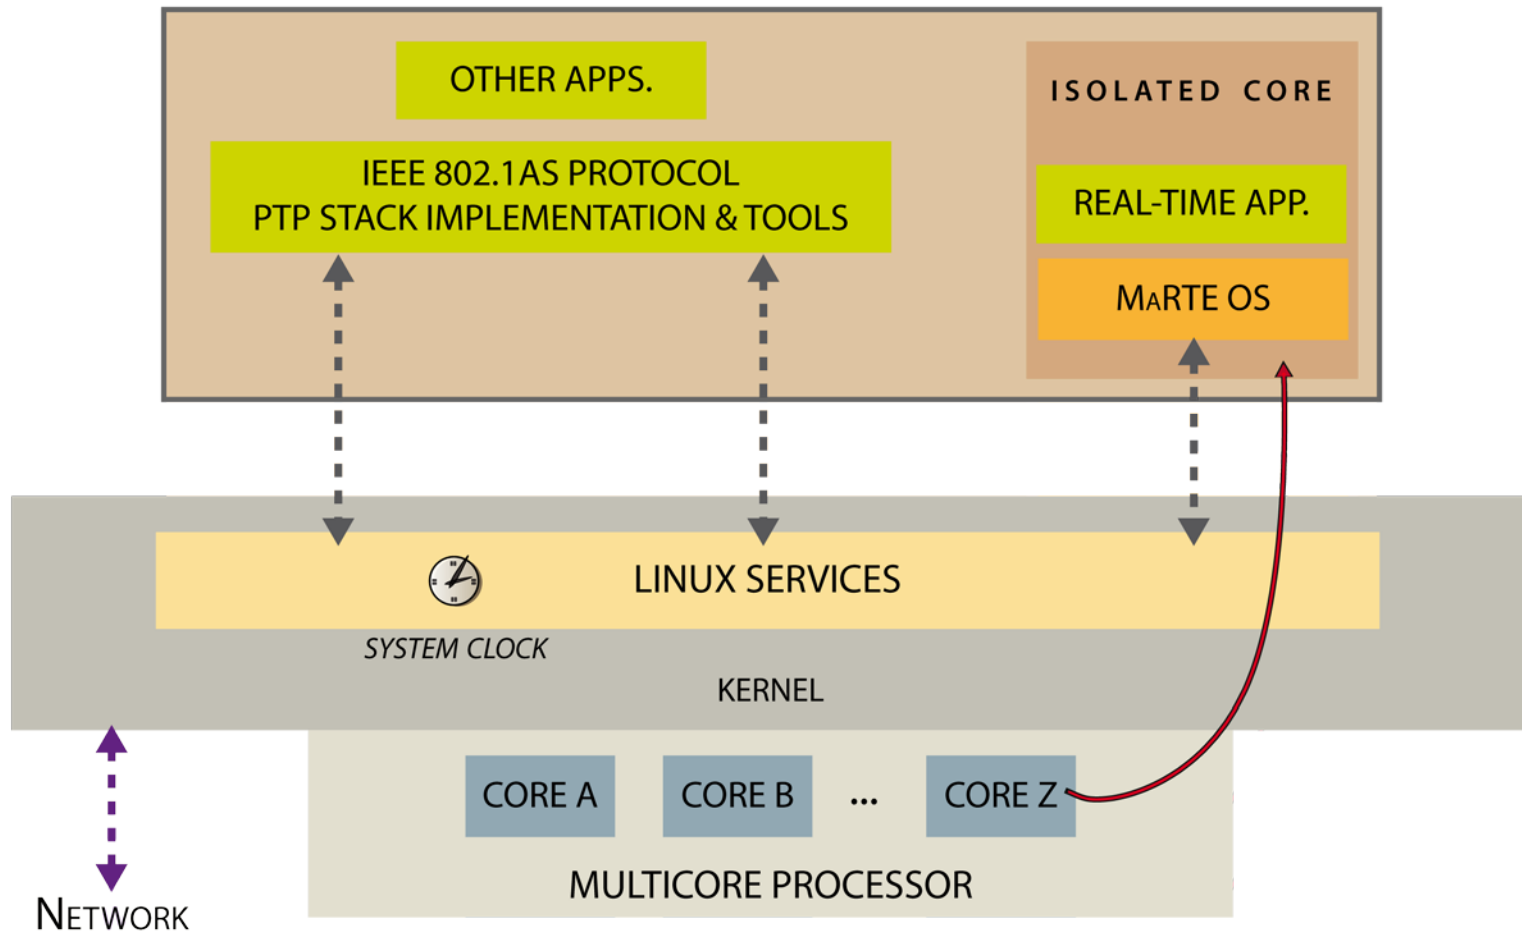 OTHER APPS.
ISOLATED CORE
IEEE 802.1AS PROTOCOL
PTP STACK IMPLEMENTATION & TOOLS
REAL-TIME APP.
MaRTE OS
LINUX SERVICES
SYSTEM CLOCK
KERNEL
CORE A
CORE B
...
CORE Z
MULTICORE PROCESSOR
NETWORK